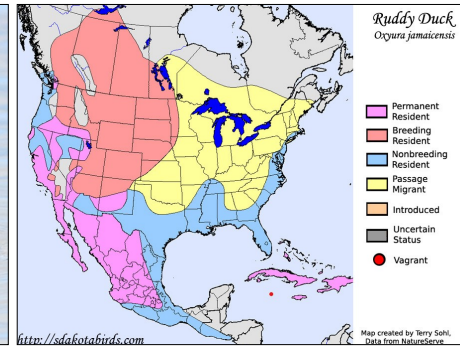 Ruddy Duck
Oxyura jamaicensis
Permanent
Resident
Breeding
Resident
Nonbreeding
Resident
Passage
Migrant
Introduced
Uncertain
Status
Vagrant
Map created by Terry Sohl,
Data from NatureServe
http://sdakotabirds.com